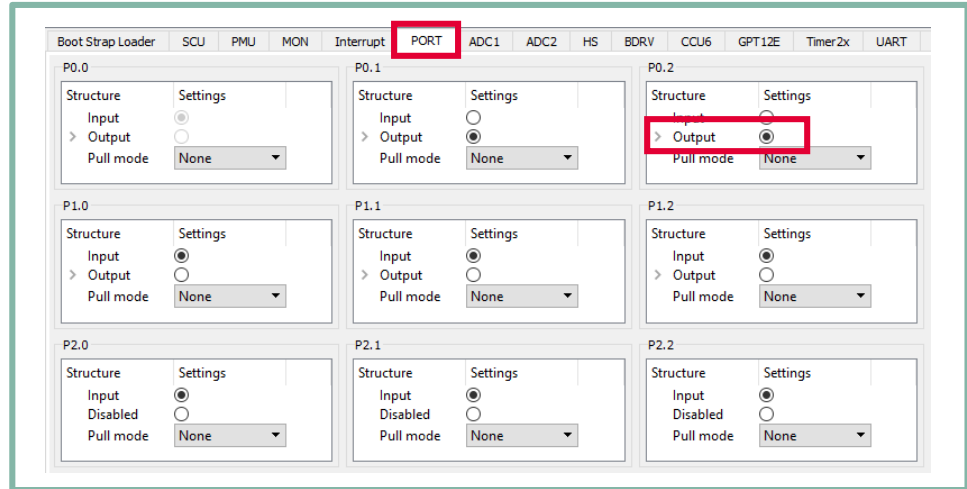 Boot Strap Loader SCU PMU MON Interrupt PORT ADC1 ADC2 HS BDRV CCU6 GPT12E Timer2x UART
P0.0 P0.1 P0.2
Structure Settings Structure Settings Structure Settings
Input Input Input
> Output > Output > Output
Pull mode None Pull mode None Pull mode None
P1.0 P1.1 P1.2
Structure Settings Structure Settings Structure Settings
Input Input Input
> Output > Output > Output
Pull mode None Pull mode None Pull mode None
P2.0 P2.1 P2.2
Structure Settings Structure Settings Structure Settings
Input Input Input
Disabled Disabled Disabled
Pull mode None Pull mode None Pull mode None